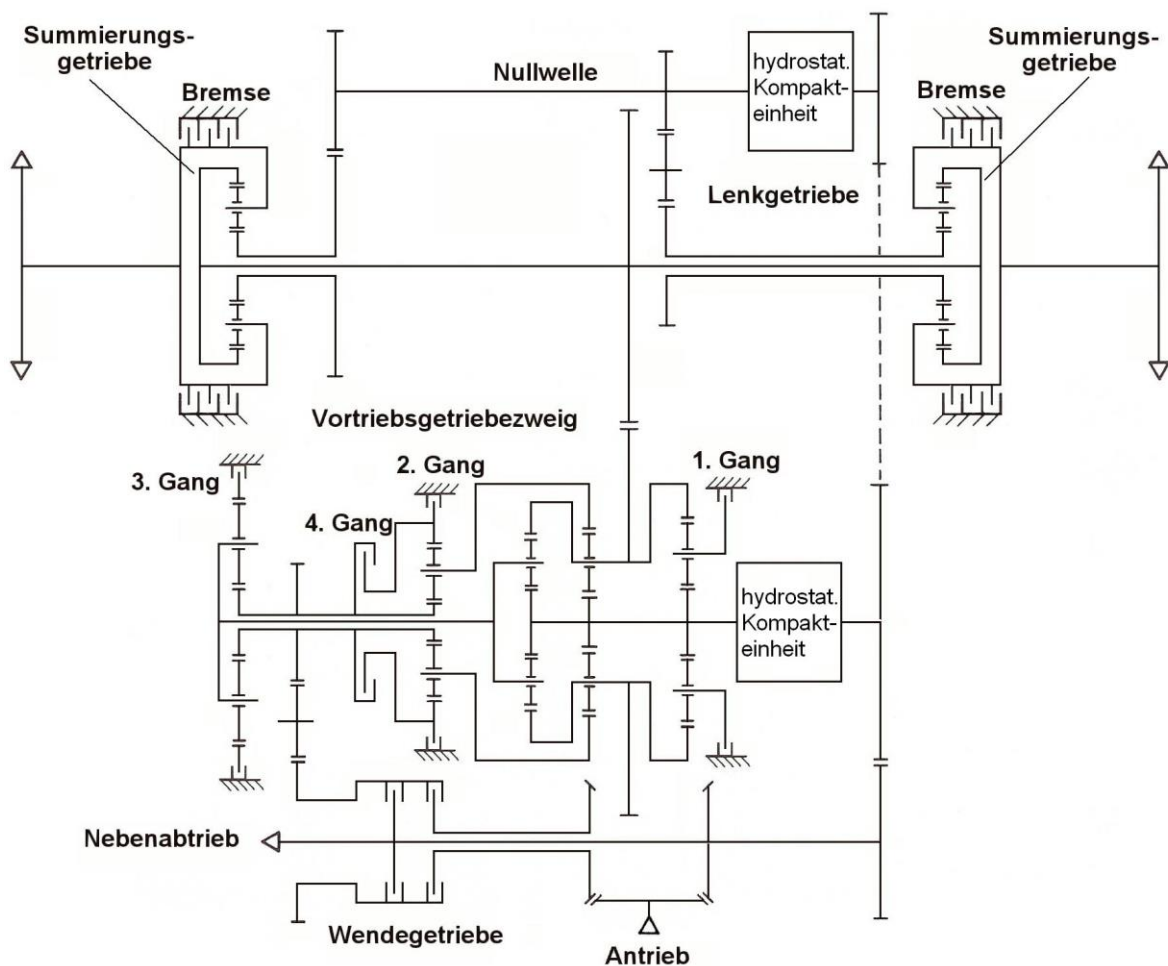 Summierungs-
getriebe
Bremse
Nullwelle
hydrostat.
Kompakt-
einheit
Summierungs-
getriebe
Bremse
Lenkgetriebe
Vortriebsgetriebezweig
3. Gang
2. Gang
1. Gang
4. Gang
hydrostat.
Kompakt-
einheit
Nebenabtrieb
Wendegetriebe
Antrieb